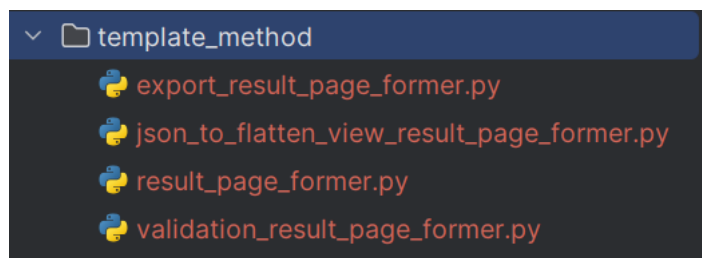 template_method
export_result_page_former.py
json_to_flatten_view_result_page_former.py
result_page_former.py
validation_result_page_former.py